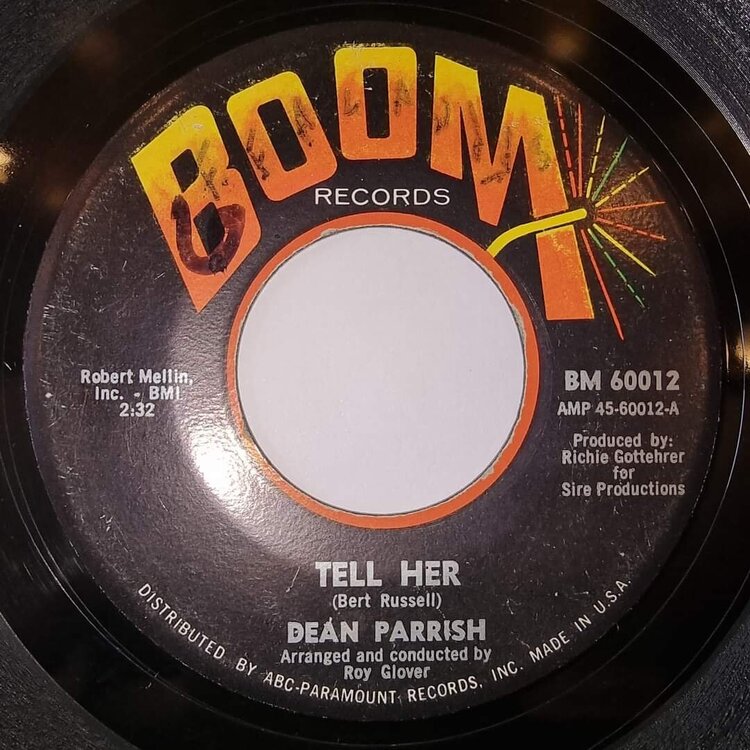 BOOM
RECORDS
Robert Mellin,
Inc. - BMI
2:32
BM 60012
AMP 45-60012-A
Produced by:
Richie Gottehrer
for
Sire Productions
TELL HER
(Bert Russell)
DEAN PARRISH
Arranged and conducted by
Roy Glover
DISTRIBUTED BY ABC-PARAMOUNT RECORDS, INC. MADE IN U.S.A.